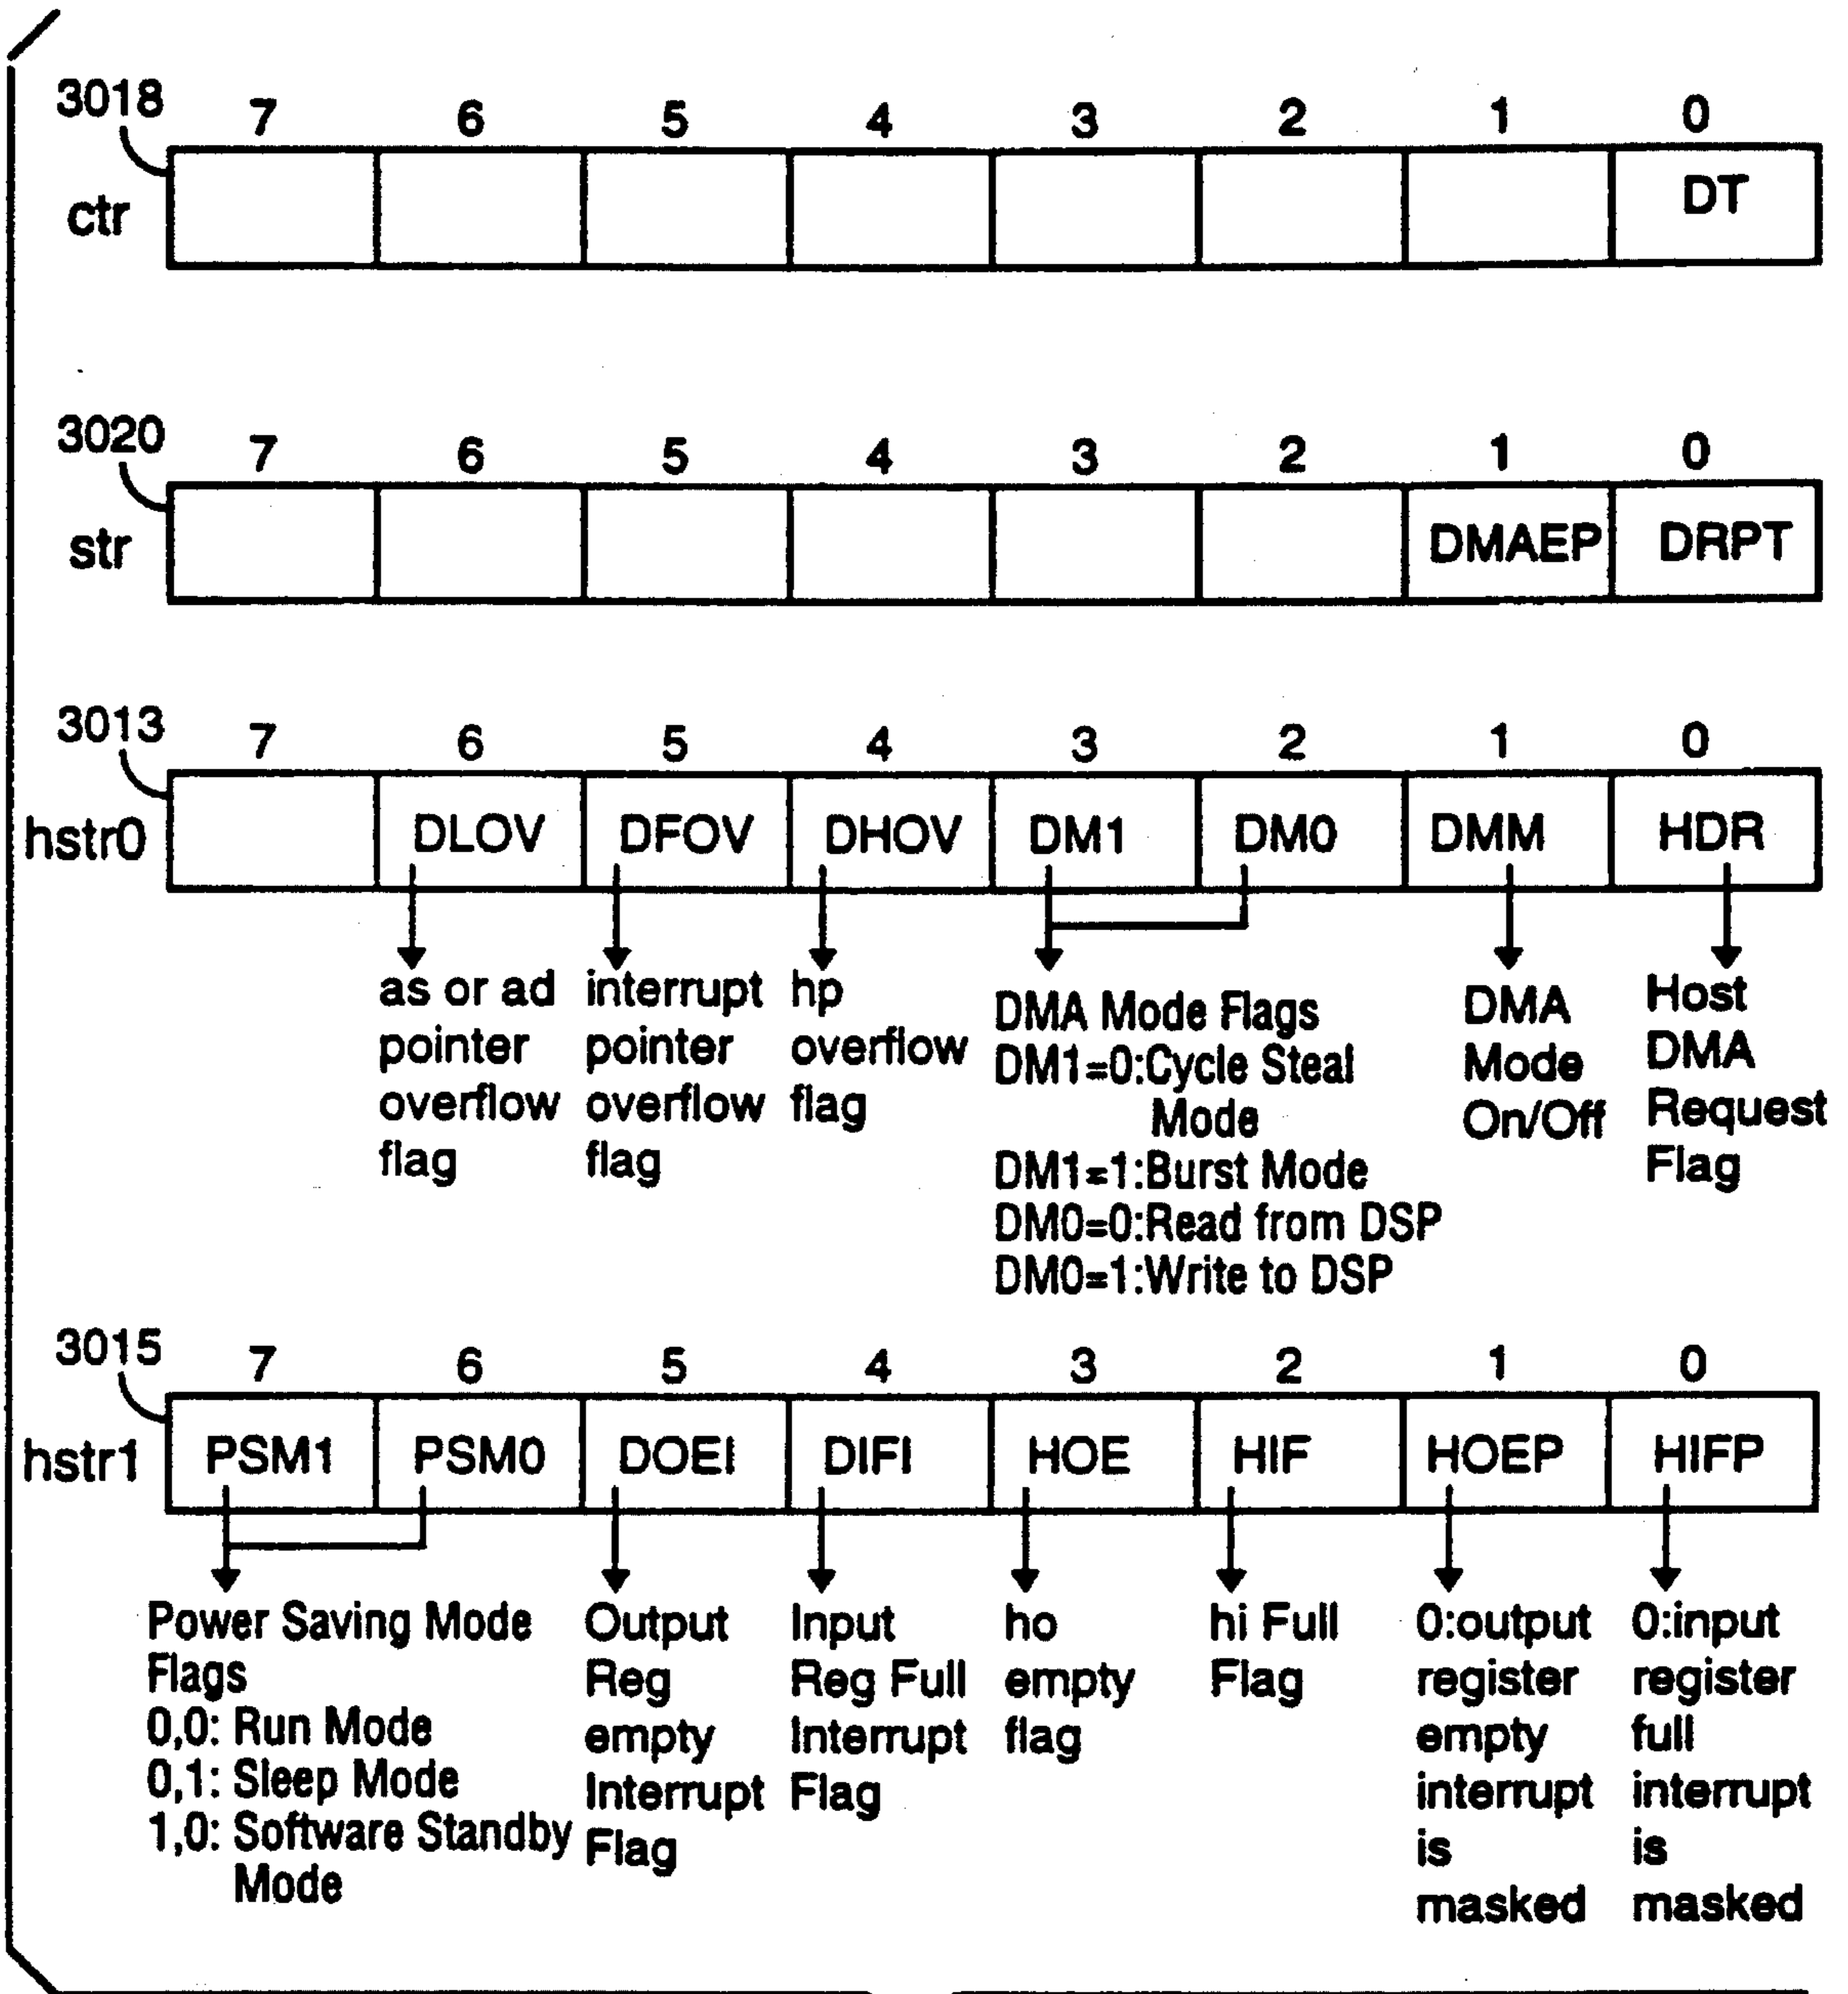 3018
7 6 5 4 3 2 1 0
ctr
DT
3020
7 6 5 4 3 2 1 0
str
DMAEP DRPT
3013
7 6 5 4 3 2 1 0
hstr0
DLOV DFOV DHOV DM1 DM0 DMM HDR
as or ad
pointer
overflow
flag
interrupt
pointer
overflow
flag
hp
overflow
flag
DMA Mode Flags
DM1=0:Cycle Steal
Mode
DM1=1:Burst Mode
DM0=0:Read from DSP
DM0=1:Write to DSP
DMA
Mode
On/Off
Host
DMA
Request
Flag
3015
7 6 5 4 3 2 1 0
hstr1
PSM1 PSM0 DOEI DIFI HOE HIF HOEP HIFP
Power Saving Mode
Flags
0,0: Run Mode
0,1: Sleep Mode
1,0: Software Standby
Mode
Output
Reg
empty
Interrupt
Flag
Input
Reg Full
Interrupt
Flag
ho
empty
flag
hi Full
Flag
0:output
register
empty
interrupt
is
masked
0:input
register
full
interrupt
is
masked